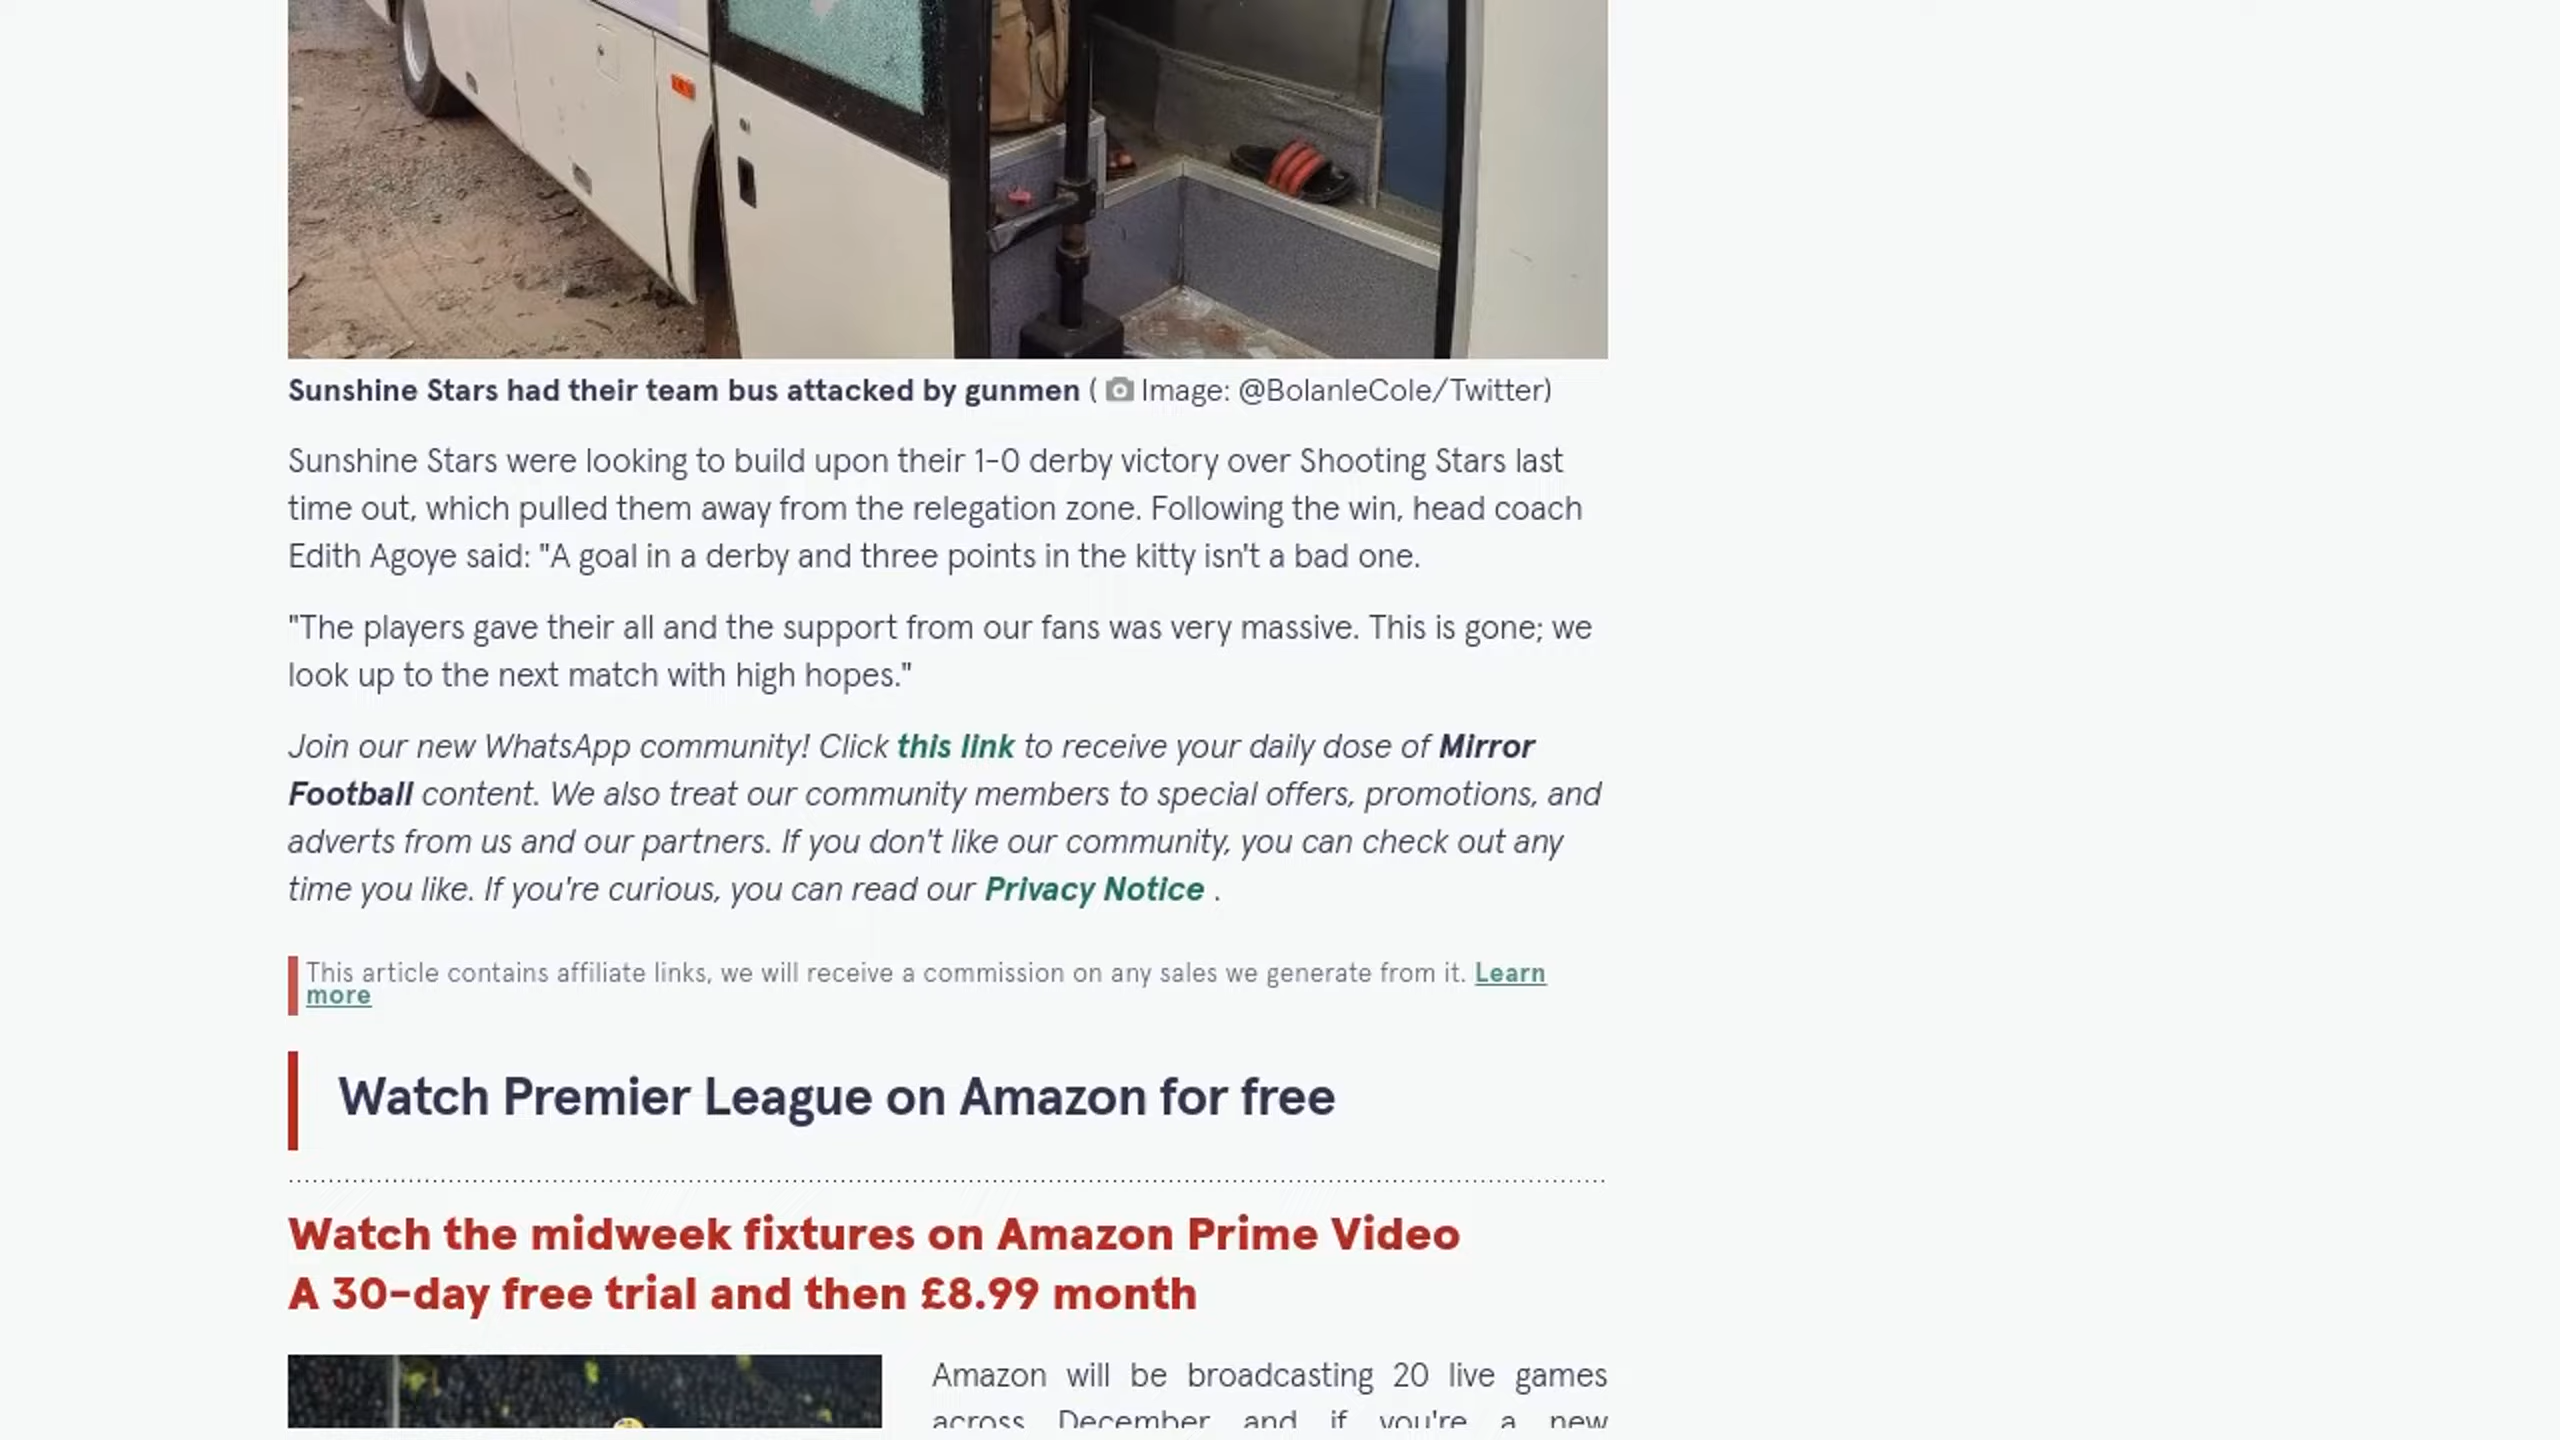 Sunshine Stars had their team bus attacked by gunmen ( Image: @BolanleCole/Twitter)
Sunshine Stars were looking to build upon their 1-0 derby victory over Shooting Stars last
time out, which pulled them away from the relegation zone. Following the win, head coach
Edith Agoye said: "A goal in a derby and three points in the kitty isn't a bad one.
"The players gave their all and the support from our fans was very massive. This is gone; we
look up to the next match with high hopes."
Join our new WhatsApp community! Click this link to receive your daily dose of Mirror
Football content. We also treat our community members to special offers, promotions, and
adverts from us and our partners. If you don't like our community, you can check out any
time you like. If you're curious, you can read our Privacy Notice .
This article contains affiliate links, we will receive a commission on any sales we generate from it. Learn
more
Watch Premier League on Amazon for free
Watch the midweek fixtures on Amazon Prime Video
A 30-day free trial and then £8.99 month
Amazon will be broadcasting 20 live games
across December and if you're a new